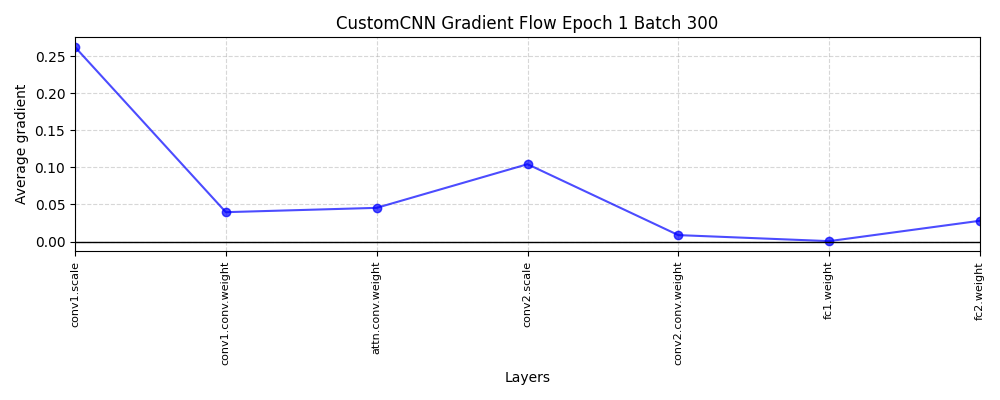 CustomCNN Gradient Flow Epoch 1 Batch 300
Average gradient
0.25
0.20
0.15
0.10
0.05
0.00
conv1.scale
conv1.conv.weight
attn.conv.weight
conv2.scale
conv2.conv.weight
fc1.weight
fc2.weight
Layers